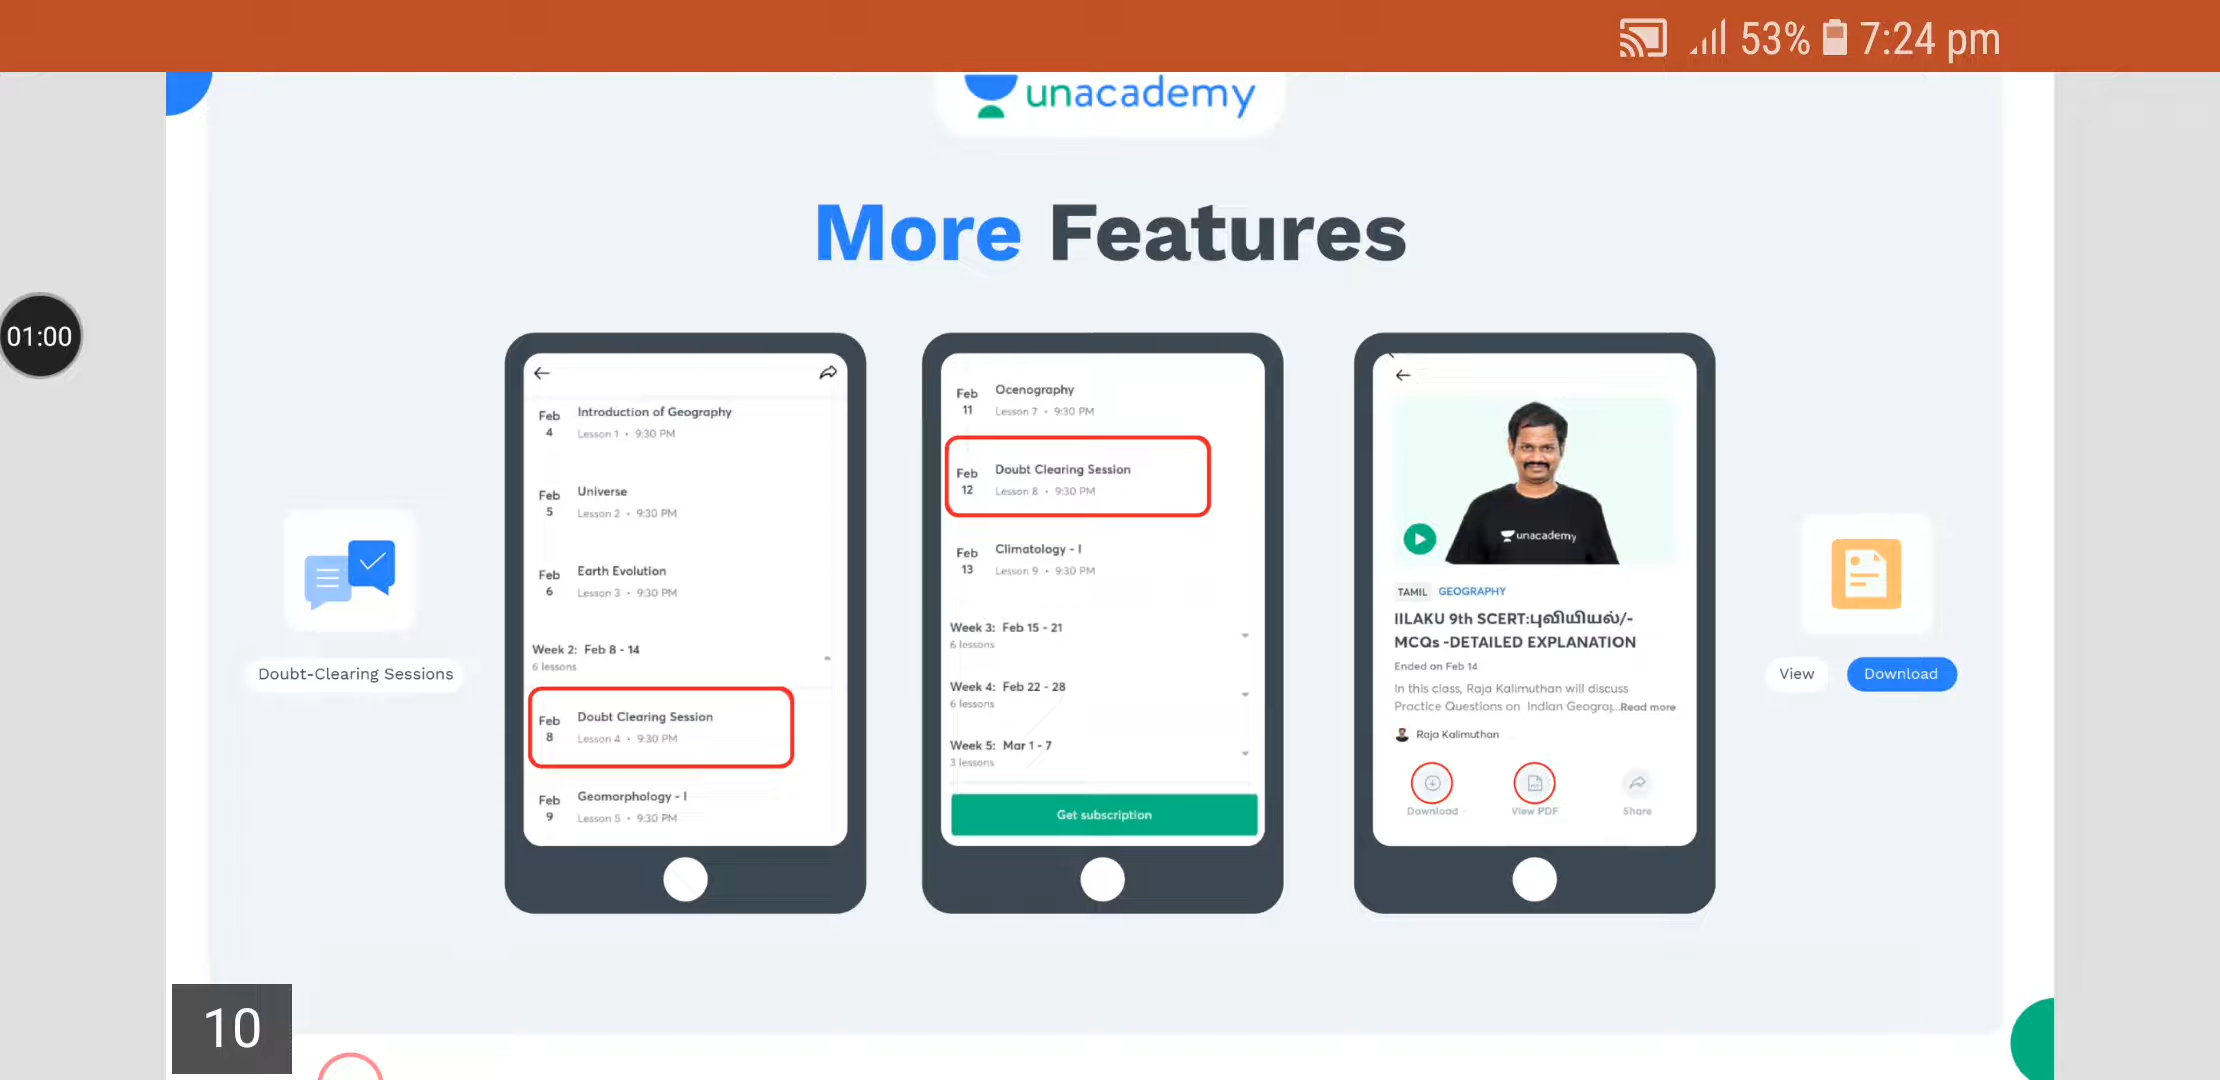 53% 7:24 pm
unacademy
More Features
01:00
Feb 4 Introduction of Geography
Lesson 1 • 9:30 PM
Feb 5 Universe
Lesson 2 • 9:30 PM
Feb 6 Earth Evolution
Lesson 3 • 9:30 PM
Week 2: Feb 8 - 14
6 lessons
Feb 8 Doubt Clearing Session
Lesson 4 • 9:30 PM
Feb 9 Geomorphology - I
Lesson 5 • 9:30 PM
Feb 11 Ocenography
Lesson 7 • 9:30 PM
Feb 12 Doubt Clearing Session
Lesson 8 • 9:30 PM
Feb 13 Climatology - I
Lesson 9 • 9:30 PM
Week 3: Feb 15 - 21
6 lessons
Week 4: Feb 22 - 28
6 lessons
Week 5: Mar 1 - 7
3 lessons
Get subscription
unacademy
TAMIL GEOGRAPHY
IILAKU 9th SCERT:புவியியல்/-
MCQs -DETAILED EXPLANATION
Ended on Feb 14
In this class, Raja Kalimuthan will discuss
Practice Questions on Indian Geograp...Read more
Raja Kalimuthan
Download View PDF Share
Doubt-Clearing Sessions
View Download
10